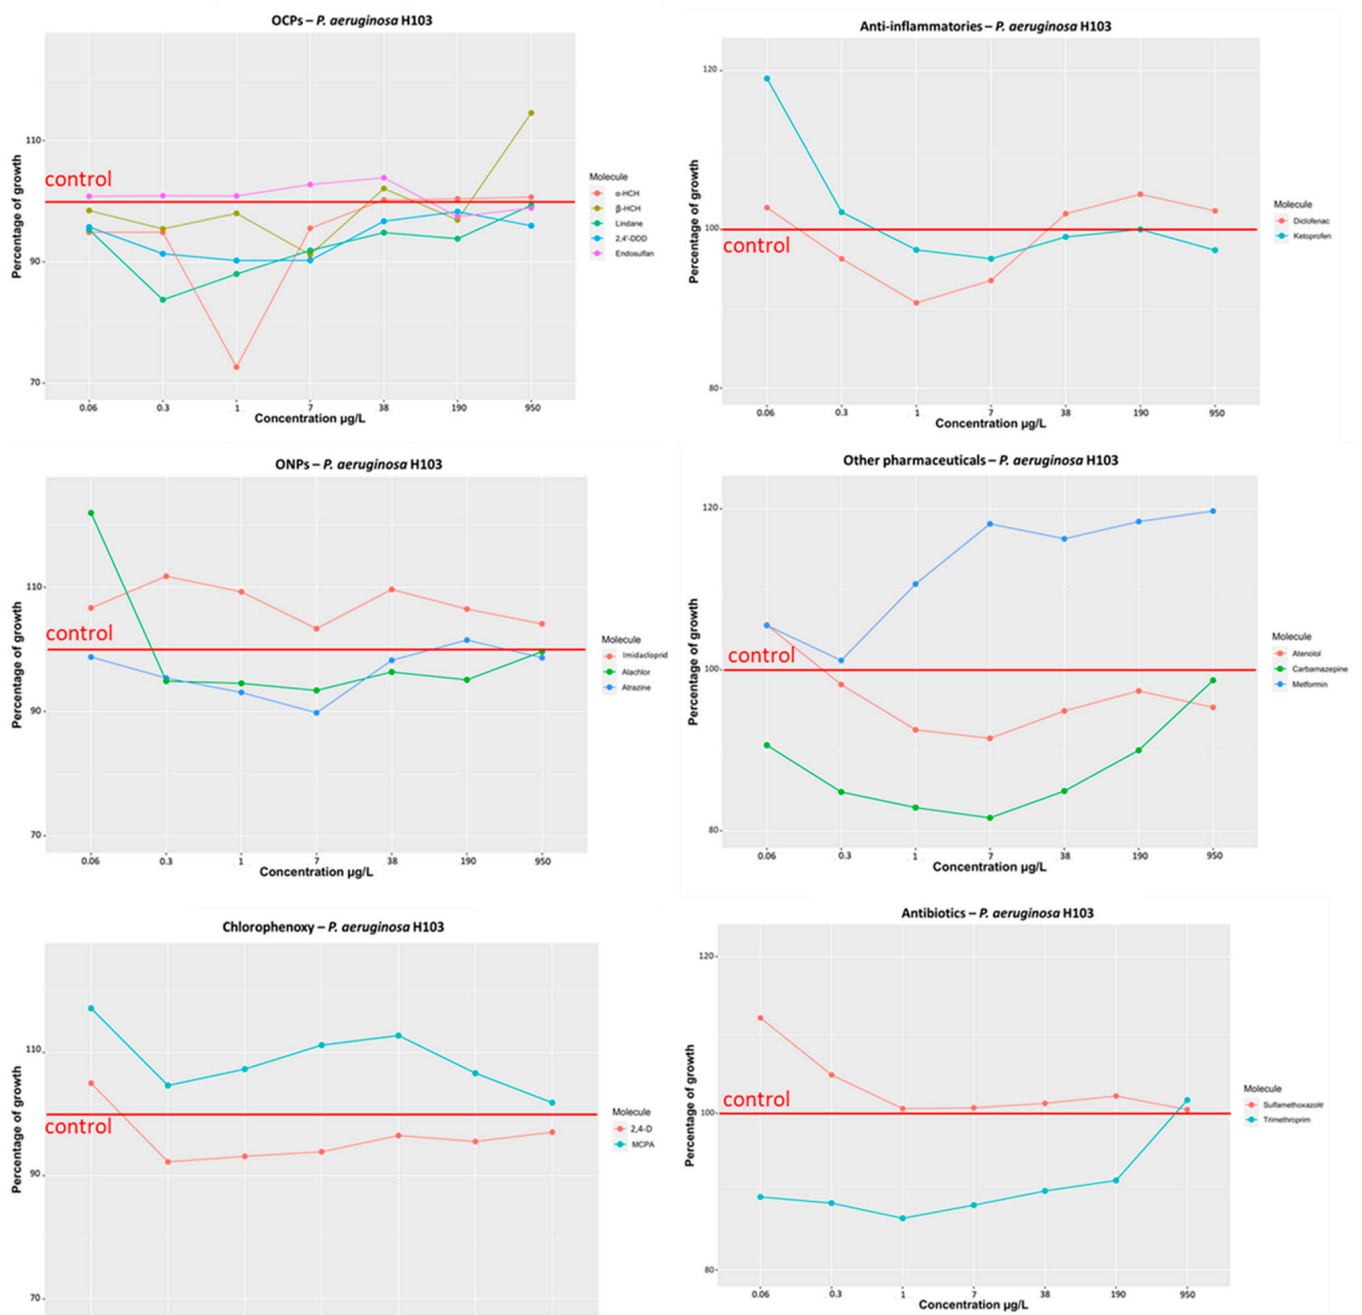 OCPs – P. aeruginosa H103
Percentage of growth
110
90
70
control
0.06 0.3 1 7 38 190 950
Concentration µg/L
Molecule
α-HCH
β-HCH
Lindane
2,4'-DDD
Endosulfan
Anti-inflammatories – P. aeruginosa H103
Percentage of growth
120
100
80
control
0.06 0.3 1 7 38 190 950
Concentration µg/L
Molecule
Diclofenac
Ketoprofen
ONPs – P. aeruginosa H103
Percentage of growth
110
90
70
control
0.06 0.3 1 7 38 190 950
Concentration µg/L
Molecule
Imidacloprid
Alachlor
Atrazine
Other pharmaceuticals – P. aeruginosa H103
Percentage of growth
120
100
80
control
0.06 0.3 1 7 38 190 950
Concentration µg/L
Molecule
Atenolol
Carbamazepine
Metformin
Chlorophenoxy – P. aeruginosa H103
Percentage of growth
110
90
70
control
Molecule
2,4-D
MCPA
Antibiotics – P. aeruginosa H103
Percentage of growth
120
100
80
control
0.06 0.3 1 7 38 190 950
Concentration µg/L
Molecule
Sulfamethoxazole
Trimethroprim